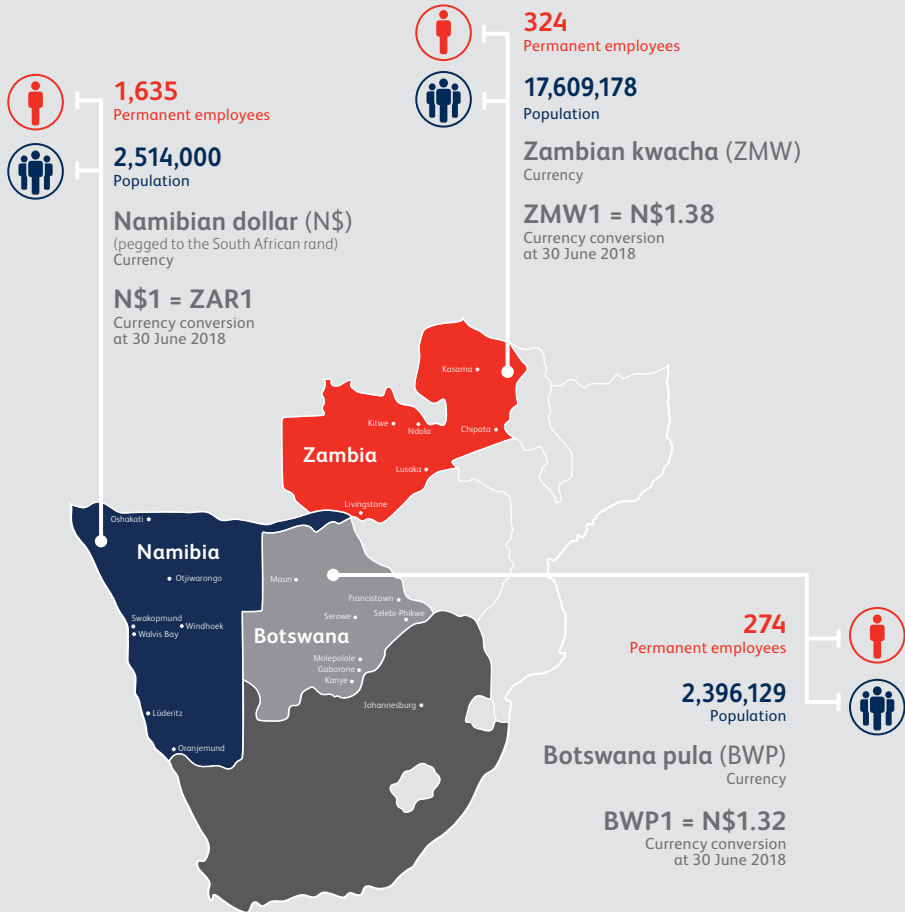 324
Permanent employees
17,609,178
Population
Zambian kwacha (ZMW)
Currency
ZMW1 = N$1.38
Currency conversion
at 30 June 2018
1,635
Permanent employees
2,514,000
Population
Namibian dollar (N$)
(pegged to the South African rand)
Currency
N$1 = ZAR1
Currency conversion
at 30 June 2018
Kasama
Kitwe
Ndola
Chipata
Zambia
Lusaka
Livingstone
Oshakati
Namibia
Otjiwarongo
Maun
Francistown
Swakopmund
Windhoek
Walvis Bay
Serowe
Selebi-Phikwe
Botswana
Molepolole
Gaborone
Kanye
Lüderitz
Johannesburg
Oranjemund
274
Permanent employees
2,396,129
Population
Botswana pula (BWP)
Currency
BWP1 = N$1.32
Currency conversion
at 30 June 2018